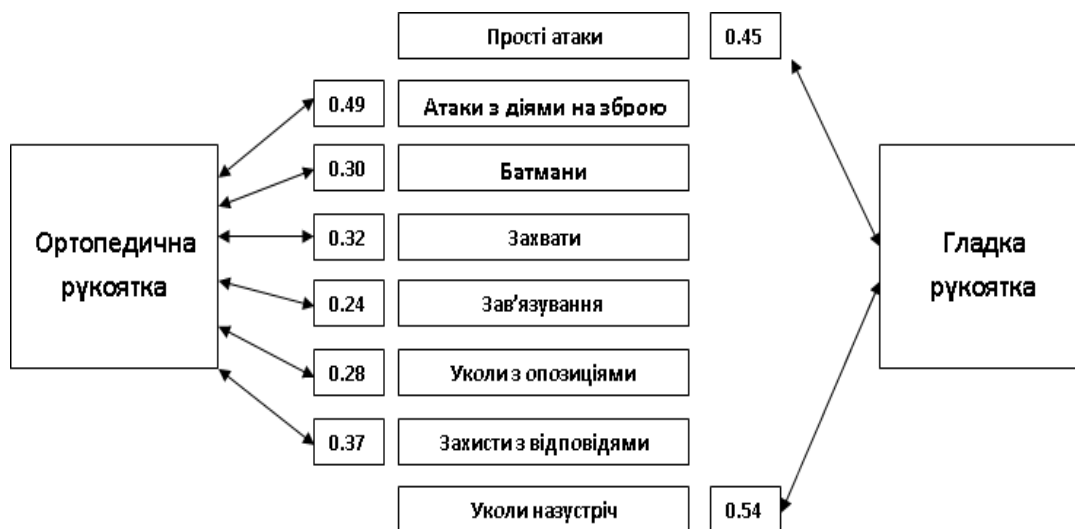 Прості атаки 0.45
0.49 Атаки з діями на зброю
0.30 Батмани
Ортопедична
рукоятка
0.32 Захвати
Гладка
рукоятка
0.24 Зав’язування
0.28 Уколи з опозиціями
0.37 Захисти з відповідями
Уколи назустріч 0.54